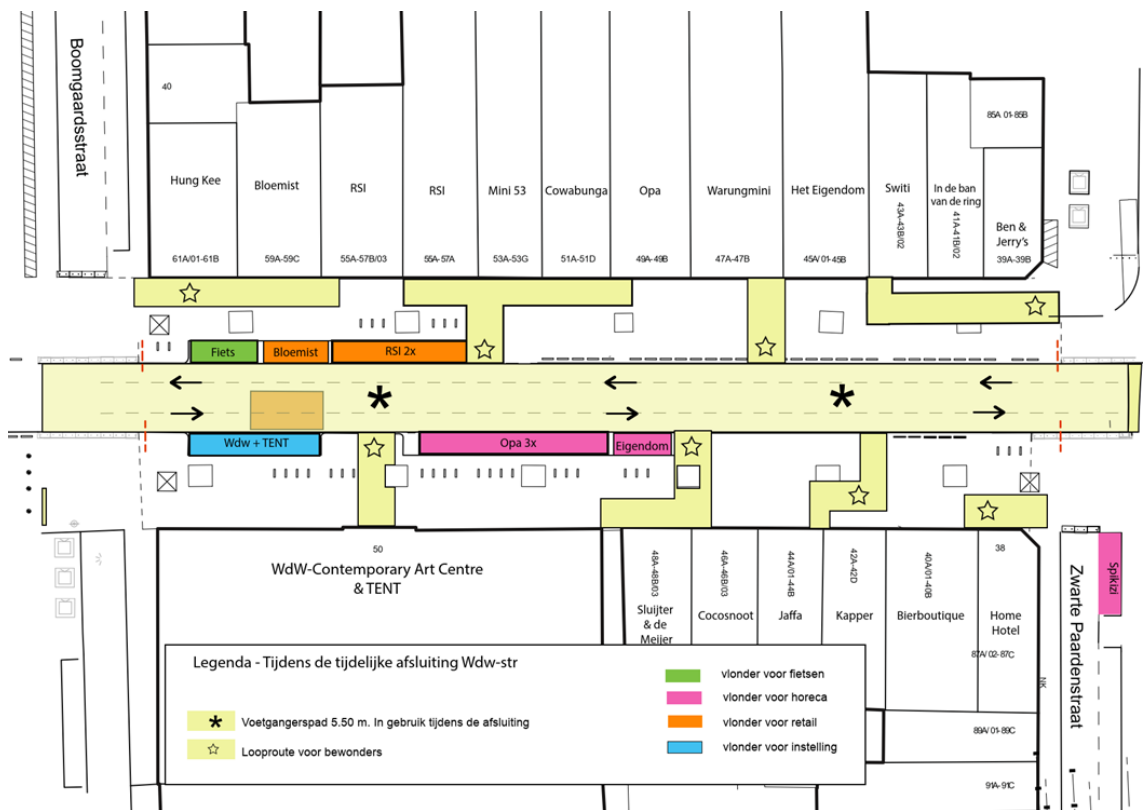 Boomgaardsstraat
40
Hung Kee
61A/01-61B
Bloemist
59A-59C
RSI
55A-57B/03
RSI
55A-57A
Mini 53
53A-53G
Cowabunga
51A-51D
Opa
49A-49B
Warungmini
47A-47B
Het Eigendom
45A/ 01-45B
Switi
43A-43B/02
In de ban
van de ring
41A-41B/02
85A 01-85B
Ben &
Jerry's
39A-39B
Fiets
Bloemist
RSI 2x
Wdw + TENT
Opa 3x
Eigendom
50
WdW-Contemporary Art Centre
& TENT
48A-48B/03
Sluijter
& de
Meijer
46A-46B/03
Cocosnoot
44A/01-44B
Jaffa
42A-42D
Kapper
40A/01-40B
Bierboutique
38
Home
Hotel
87A/ 02-87C
NK
89A/ 01-89C
91A-91C
Zwarte Paardenstraat
Spikizi
Legenda - Tijdens de tijdelijke afsluiting Wdw-str
Voetgangerspad 5.50 m. In gebruik tijdens de afsluiting
Looproute voor bewonders
vlonder voor fietsen
vlonder voor horeca
vlonder voor retail
vlonder voor instelling